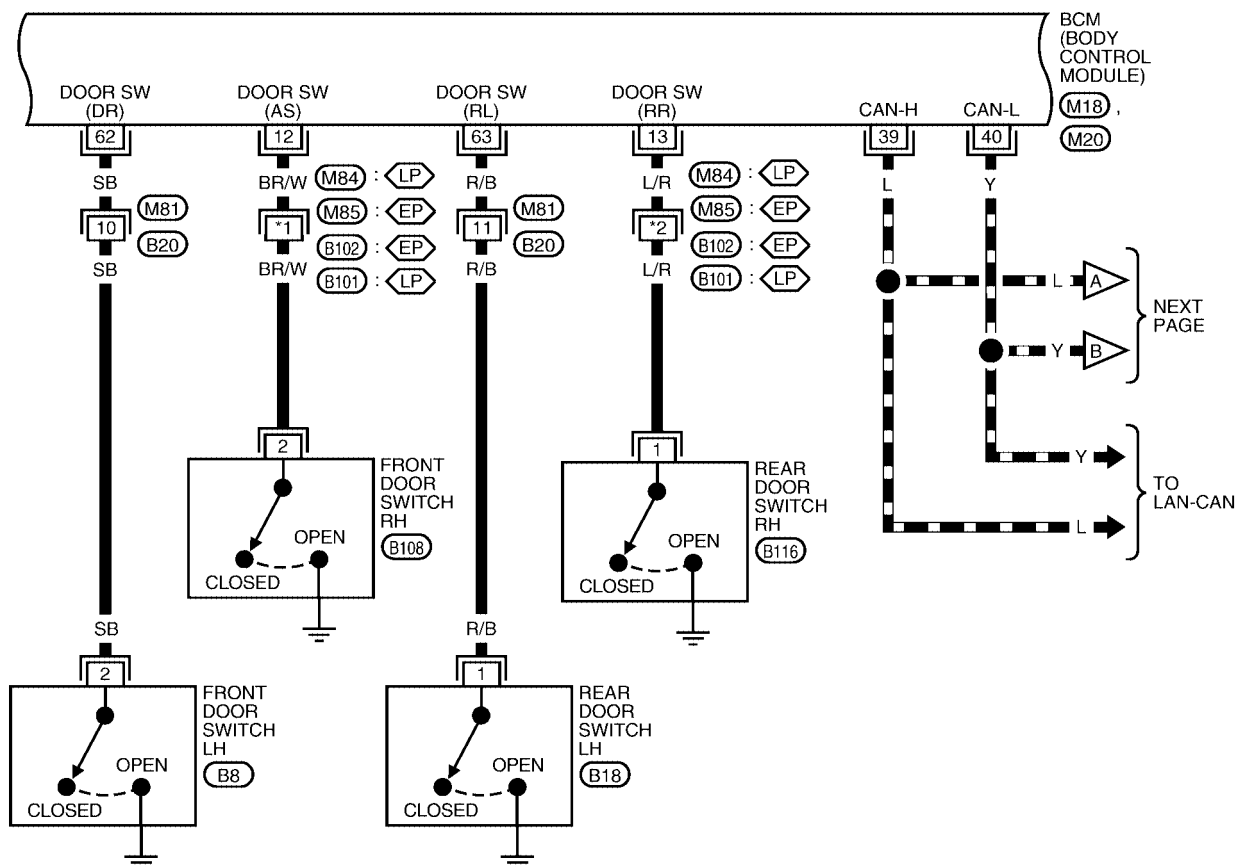 BCM
(BODY
CONTROL
MODULE)
M18 ,
M20
DOOR SW
(DR)
DOOR SW
(AS)
DOOR SW
(RL)
DOOR SW
(RR)
CAN-H
CAN-L
62
12
63
13
39
40
SB
BR/W
R/B
L/R
L
Y
M84 : LP
M85 : EP
B102 : EP
B101 : LP
M84 : LP
M85 : EP
B102 : EP
B101 : LP
M81
B20
M81
B20
10
*1
11
*2
SB
BR/W
R/B
L/R
L
A
Y
B
NEXT
PAGE
Y
L
TO
LAN-CAN
2
FRONT
DOOR
SWITCH
RH
B108
OPEN
CLOSED
1
REAR
DOOR
SWITCH
RH
B116
OPEN
CLOSED
SB
R/B
2
FRONT
DOOR
SWITCH
LH
B8
OPEN
CLOSED
1
REAR
DOOR
SWITCH
LH
B18
OPEN
CLOSED